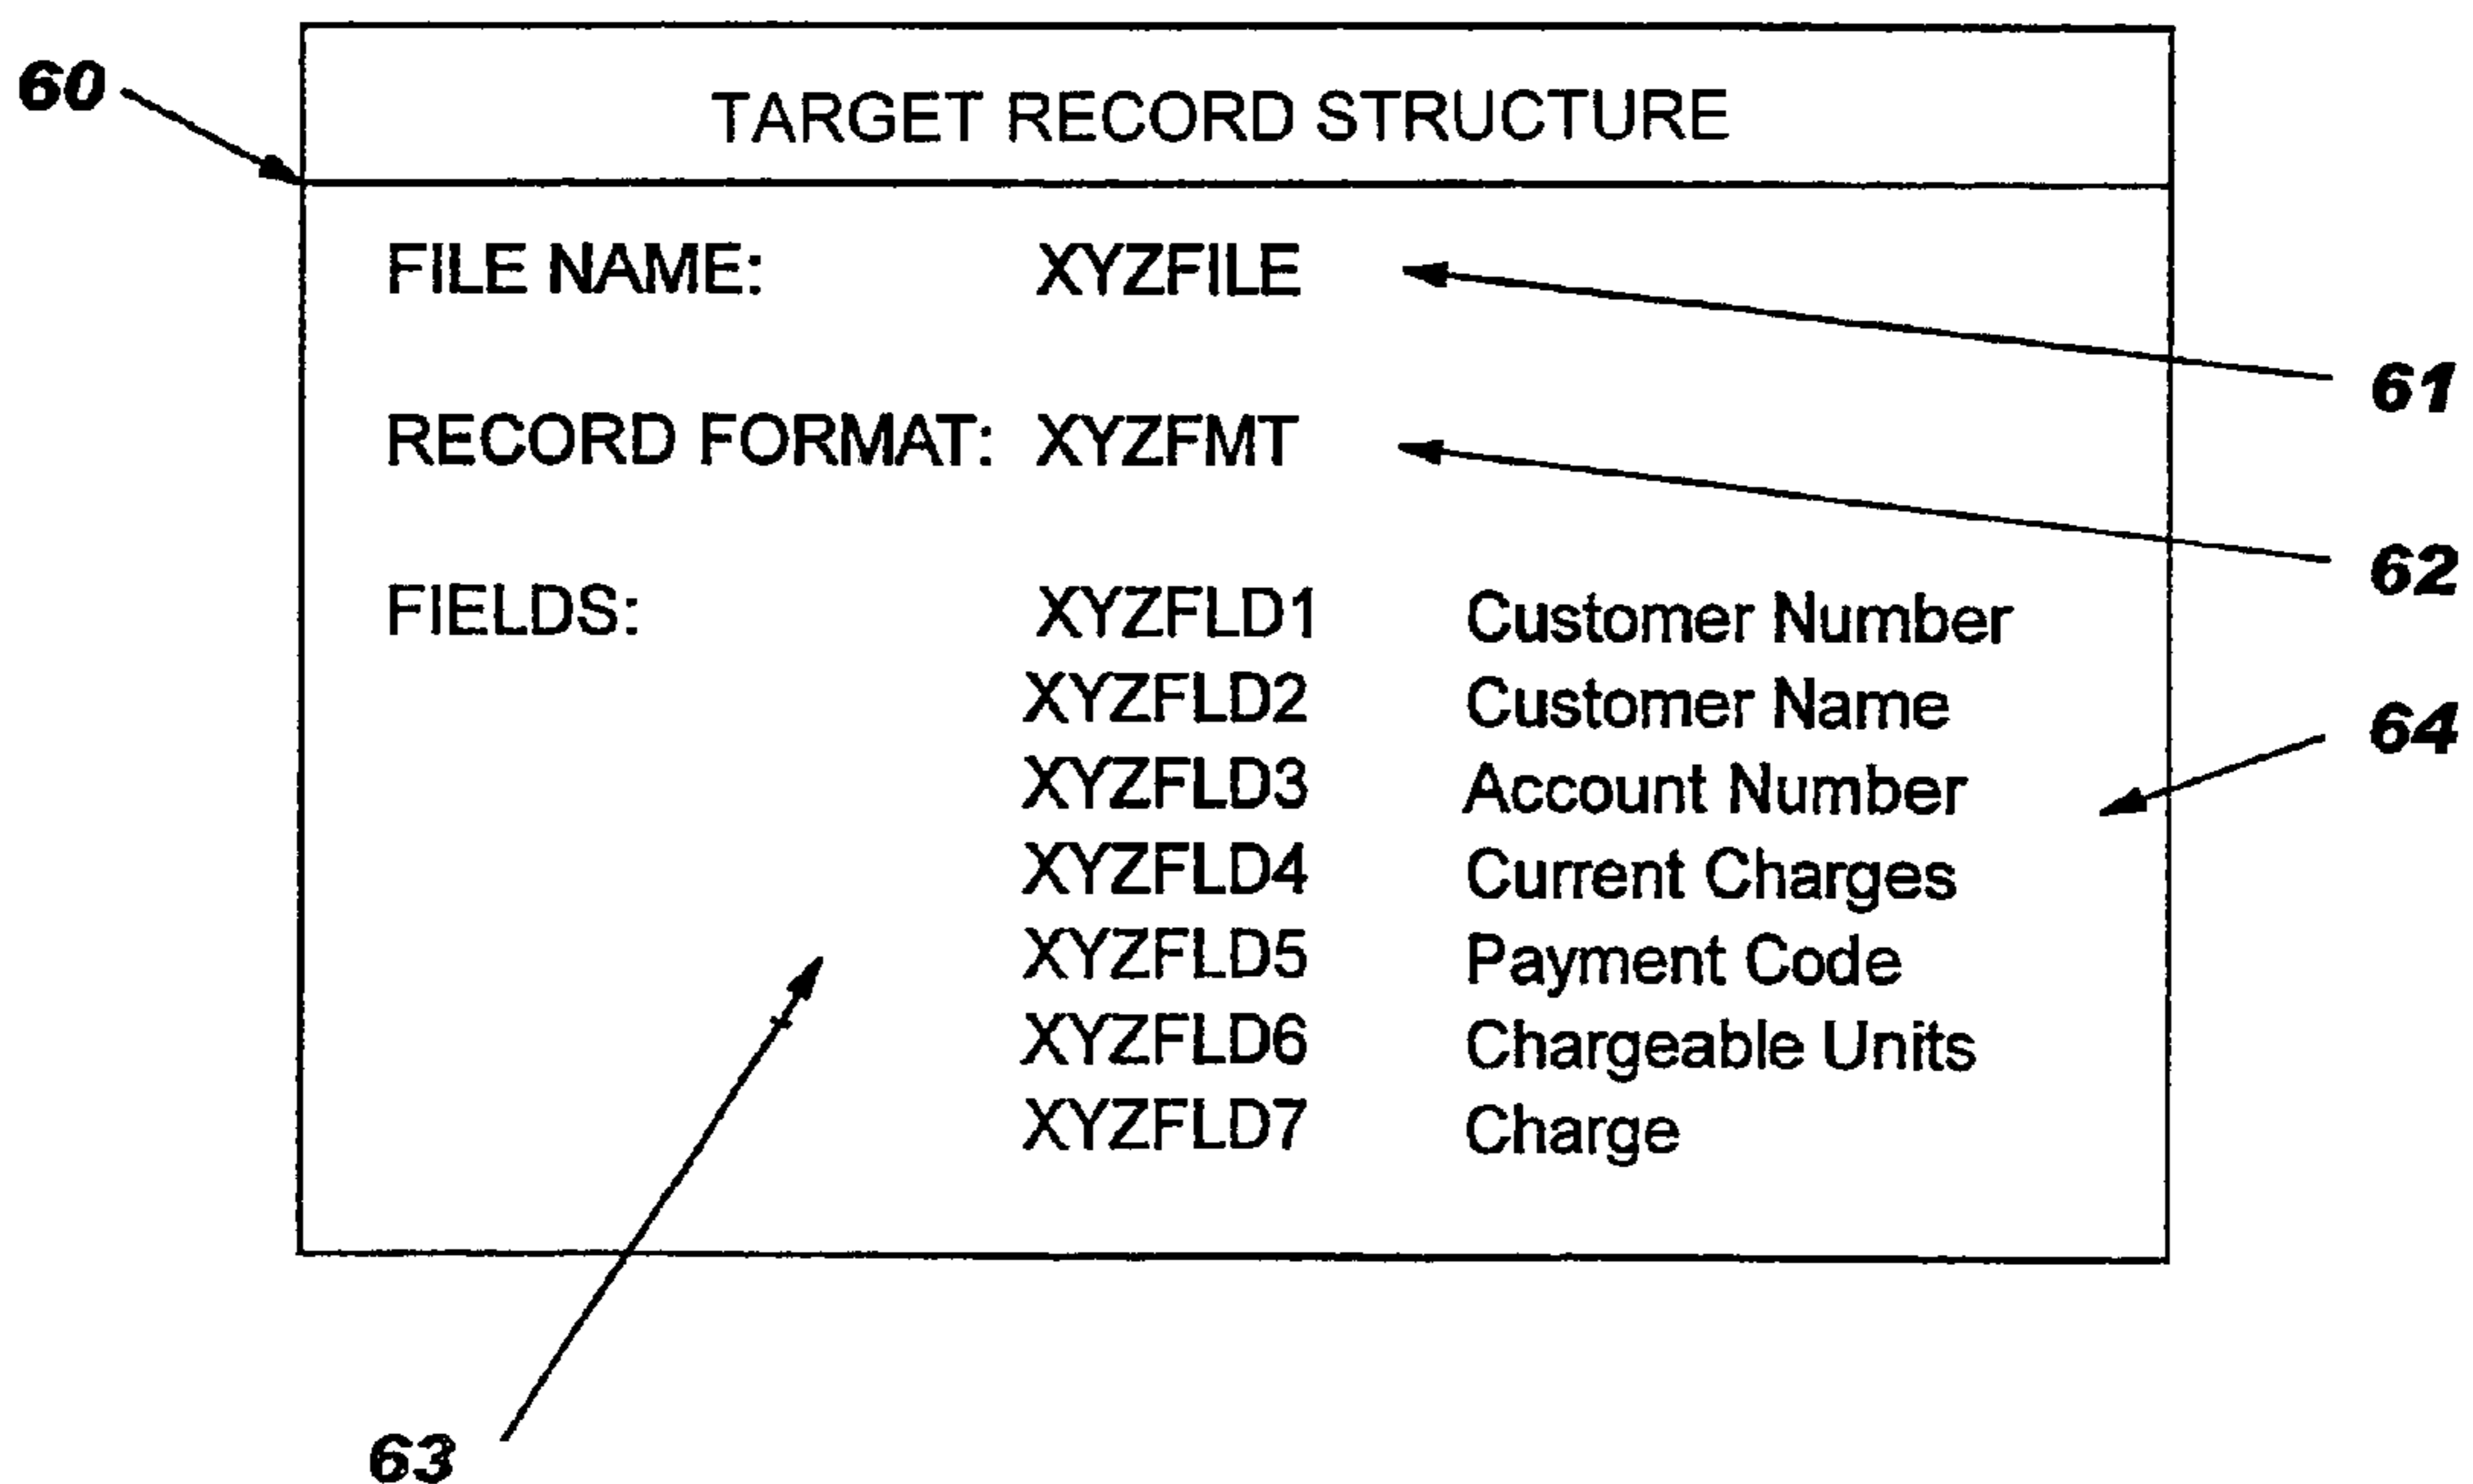 60
TARGET RECORD STRUCTURE
FILE NAME: XYZFILE
61
RECORD FORMAT: XYZFMT
62
FIELDS: XYZFLD1 Customer Number
XYZFLD2 Customer Name
64
XYZFLD3 Account Number
XYZFLD4 Current Charges
XYZFLD5 Payment Code
XYZFLD6 Chargeable Units
XYZFLD7 Charge
63